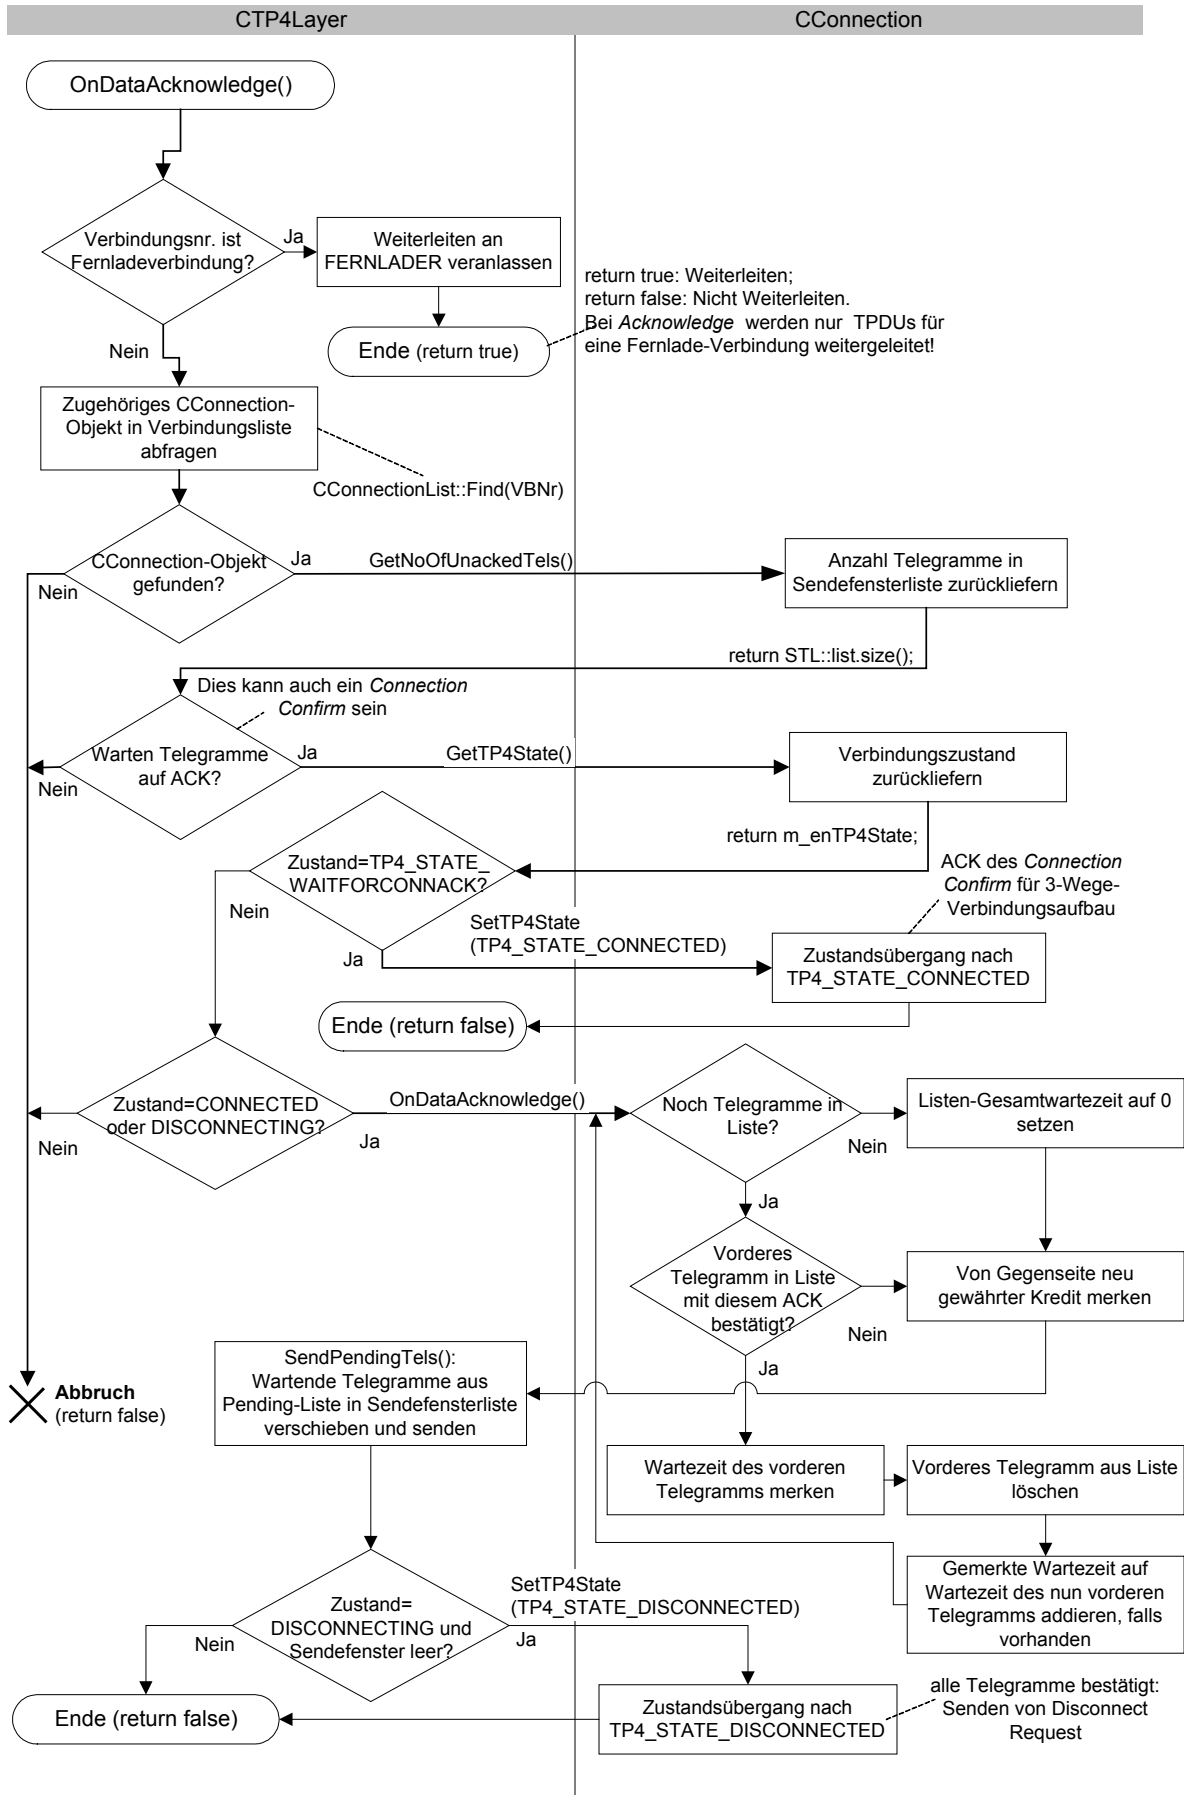 CTP4Layer
CConnection
OnDataAcknowledge()
Verbindungsnr. ist
Fernladeverbindung?
Ja
Weiterleiten an
FERNLADER veranlassen
return true: Weiterleiten;
return false: Nicht Weiterleiten.
Bei Acknowledge werden nur TPDUs für
eine Fernlade-Verbindung weitergeleitet!
Nein
Ende (return true)
Zugehöriges CConnection-
Objekt in Verbindungsliste
abfragen
CConnectionList::Find(VBNr)
CConnection-Objekt
gefunden?
Ja
Nein
GetNoOfUnackedTels()
Anzahl Telegramme in
Sendefensterliste zurückliefern
return STL::list.size();
Dies kann auch ein Connection
Confirm sein
Warten Telegramme
auf ACK?
Ja
Nein
GetTP4State()
Verbindungszustand
zurückliefern
return m_enTP4State;
Zustand=TP4_STATE_
WAITFORCONNACK?
Nein
Ja
ACK des Connection
Confirm für 3-Wege-
Verbindungsaufbau
SetTP4State
(TP4_STATE_CONNECTED)
Zustandsübergang nach
TP4_STATE_CONNECTED
Ende (return false)
Zustand=CONNECTED
oder DISCONNECTING?
Nein
Ja
OnDataAcknowledge()
Noch Telegramme in
Liste?
Nein
Ja
Listen-Gesamtwartezeit auf 0
setzen
Vorderes
Telegramm in Liste
mit diesem ACK
bestätigt?
Nein
Ja
Von Gegenseite neu
gewährter Kredit merken
SendPendingTels():
Wartende Telegramme aus
Pending-Liste in Sendefensterliste
verschieben und senden
Abbruch
(return false)
Wartezeit des vorderen
Telegramms merken
Vorderes Telegramm aus Liste
löschen
Gemerkte Wartezeit auf
Wartezeit des nun vorderen
Telegramms addieren, falls
vorhanden
Zustand=
DISCONNECTING und
Sendefenster leer?
Nein
Ja
SetTP4State
(TP4_STATE_DISCONNECTED)
Ende (return false)
Zustandsübergang nach
TP4_STATE_DISCONNECTED
alle Telegramme bestätigt:
Senden von Disconnect
Request